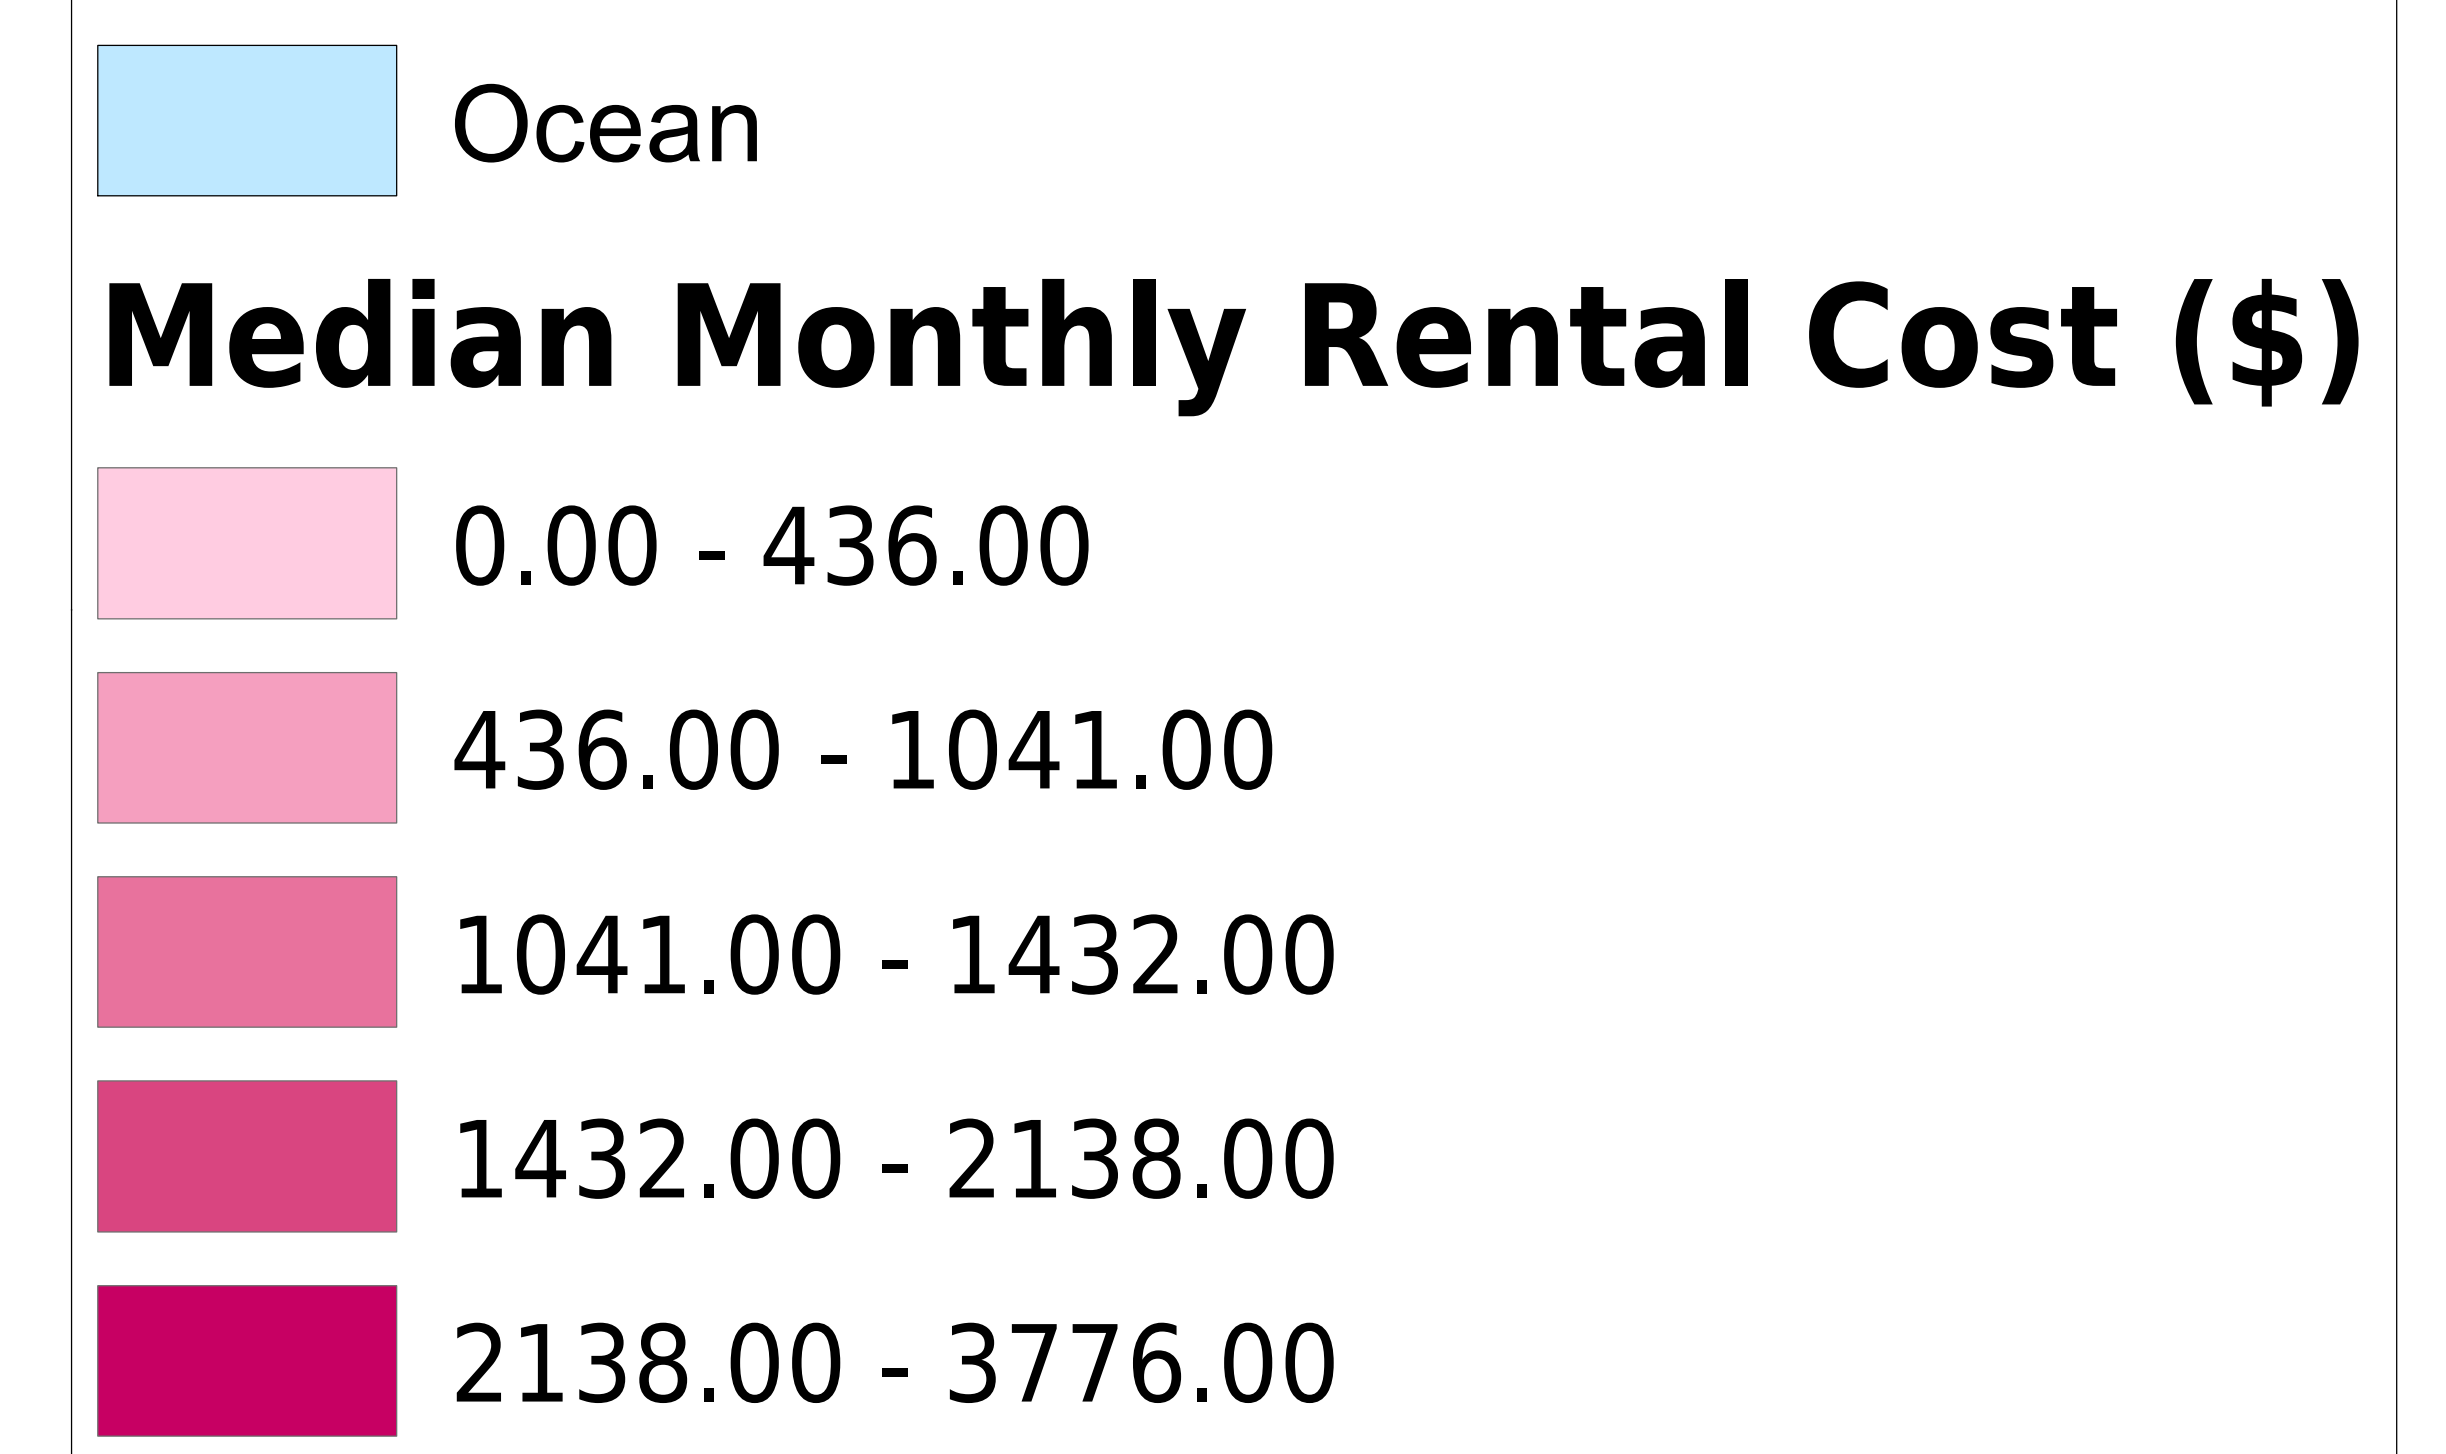 Ocean
Median Monthly Rental Cost ($)
0.00 - 436.00
436.00 - 1041.00
1041.00 - 1432.00
1432.00 - 2138.00
2138.00 - 3776.00